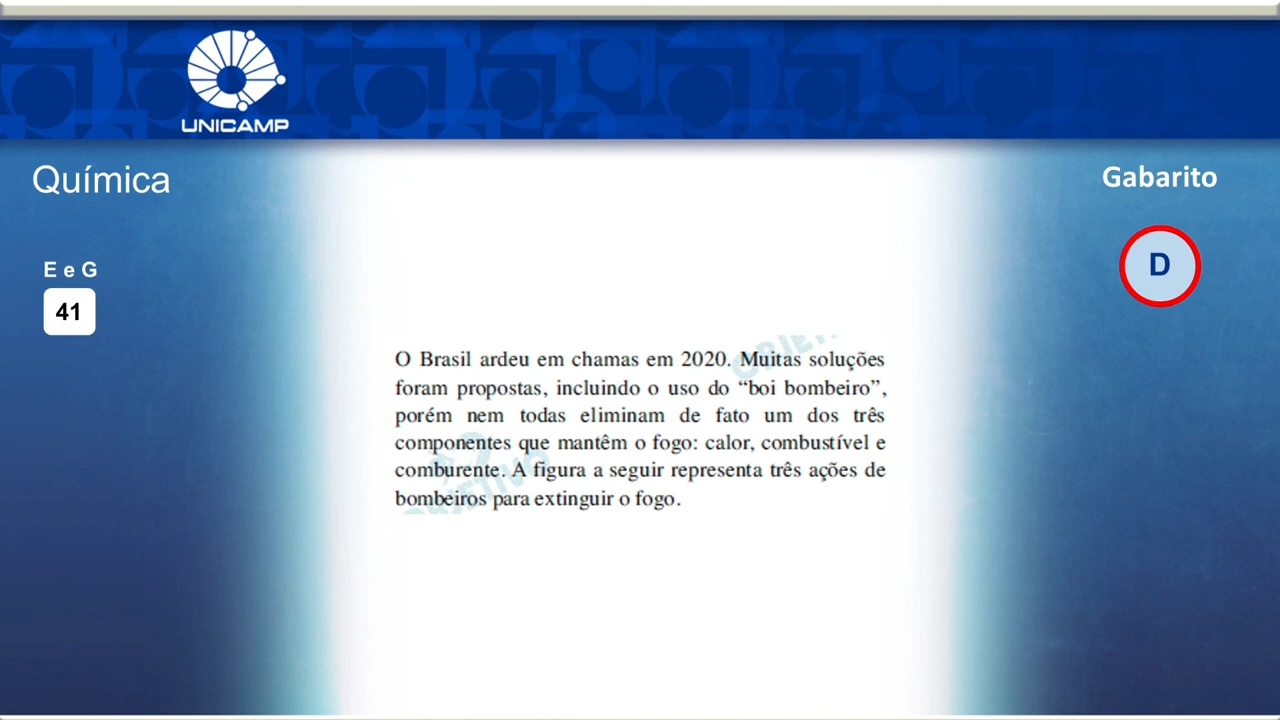 UNICAMP
Química
Gabarito
E e G
D
41
O Brasil ardeu em chamas em 2020. Muitas soluções
foram propostas, incluindo o uso do “boi bombeiro”,
porém nem todas eliminam de fato um dos três
componentes que mantêm o fogo: calor, combustível e
comburente. A figura a seguir representa três ações de
bombeiros para extinguir o fogo.
OBJETIVO